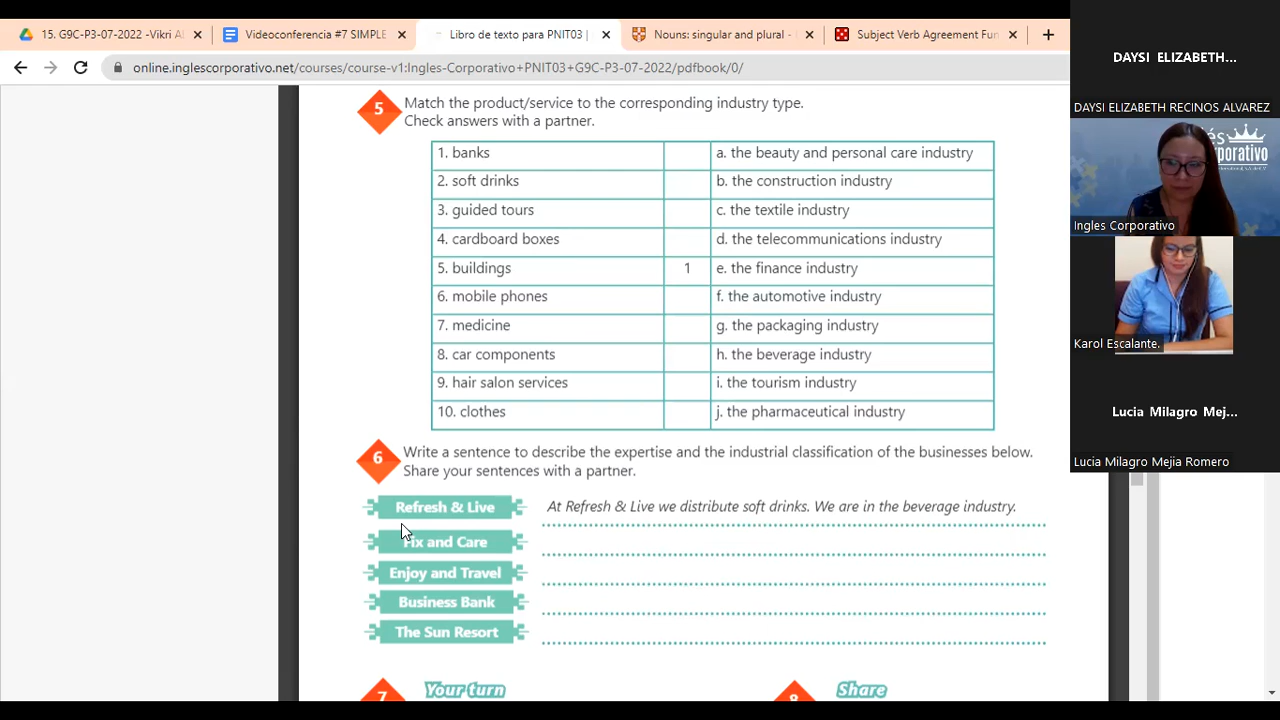 15. G9C-P3-07-2022 -Vikri Al
Videoconferencia #7 SIMPLE
Libro de texto para PNIT03 |
Nouns: singular and plural -
Subject Verb Agreement Fun
online.inglescorporativo.net/courses/course-v1:Ingles-Corporativo+PNIT03+G9C-P3-07-2022/pdfbook/0/
5
Match the product/service to the corresponding industry type.
Check answers with a partner.
1. banks a. the beauty and personal care industry
2. soft drinks b. the construction industry
3. guided tours c. the textile industry
4. cardboard boxes d. the telecommunications industry
5. buildings 1 e. the finance industry
6. mobile phones f. the automotive industry
7. medicine g. the packaging industry
8. car components h. the beverage industry
9. hair salon services i. the tourism industry
10. clothes j. the pharmaceutical industry
6
Write a sentence to describe the expertise and the industrial classification of the businesses below.
Share your sentences with a partner.
Refresh & Live At Refresh & Live we distribute soft drinks. We are in the beverage industry.
Fix and Care
Enjoy and Travel
Business Bank
The Sun Resort
7 Your turn
8 Share
DAYSI ELIZABETH...
DAYSI ELIZABETH RECINOS ALVAREZ
Ingles Corporativo
Karol Escalante.
Lucia Milagro Mej...
Lucia Milagro Mejia Romero